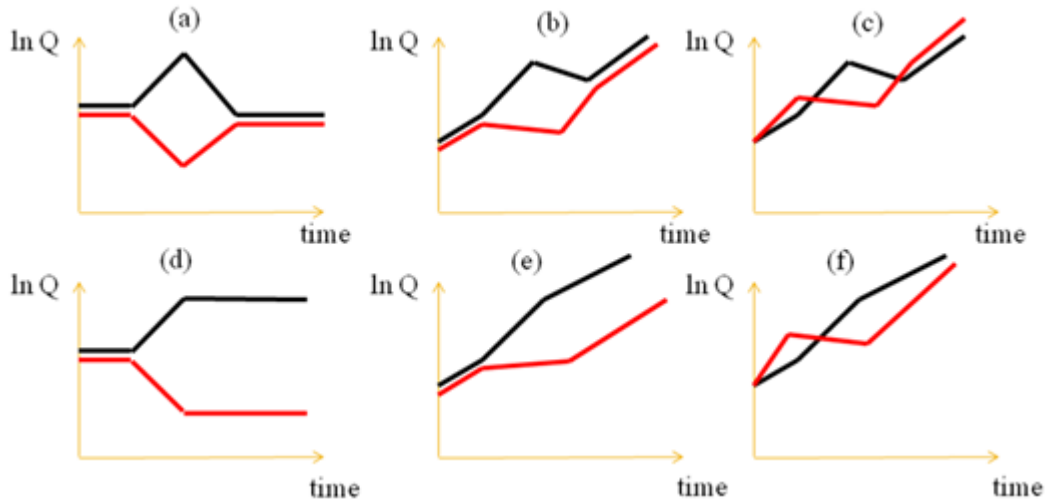 (a) (b) (c)
ln Q ln Q ln Q
time time time
(d) (e) (f)
ln Q ln Q ln Q
time time time